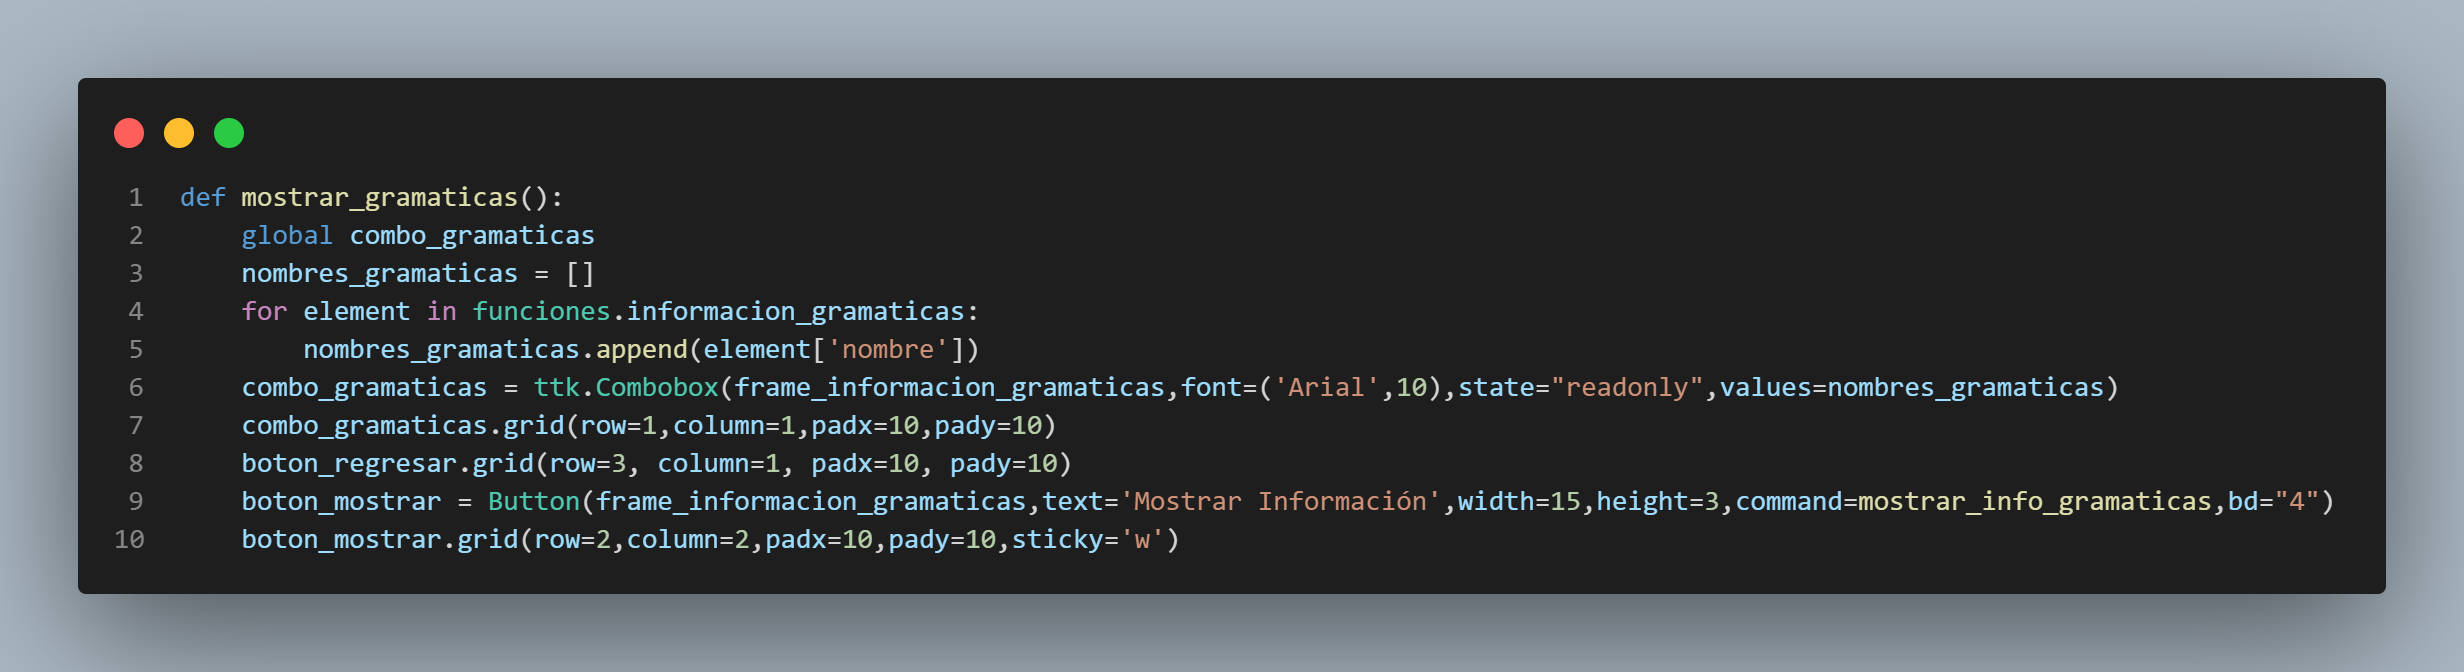 1 def mostrar_gramaticas():
2     global combo_gramaticas
3     nombres_gramaticas = []
4     for element in funciones.informacion_gramaticas:
5         nombres_gramaticas.append(element['nombre'])
6     combo_gramaticas = ttk.Combobox(frame_informacion_gramaticas,font=('Arial',10),state="readonly",values=nombres_gramaticas)
7     combo_gramaticas.grid(row=1,column=1,padx=10,pady=10)
8     boton_regresar.grid(row=3, column=1, padx=10, pady=10)
9     boton_mostrar = Button(frame_informacion_gramaticas,text='Mostrar Información',width=15,height=3,command=mostrar_info_gramaticas,bd="4")
10     boton_mostrar.grid(row=2,column=2,padx=10,pady=10,sticky='w')